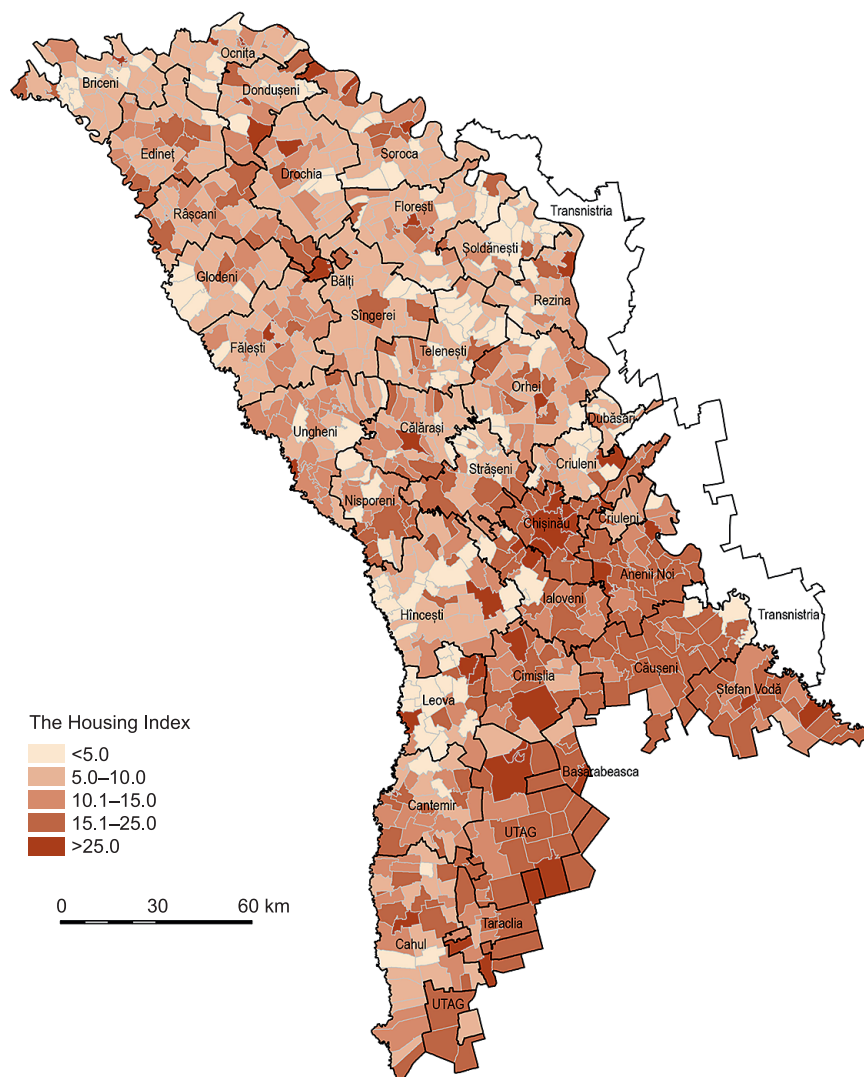 Ocnița
Briceni
Dondușeni
Edineț
Soroca
Drochia
Florești
Transnistria
Râșcani
Șoldănești
Glodeni
Bălți
Rezina
Sîngerei
Fălești
Telenești
Orhei
Dubăsari
Ungheni
Călărași
Strășeni
Criuleni
Nisporeni
Chișinău
Criuleni
Anenii Noi
Ialoveni
Hîncești
Transnistria
Căușeni
Cimișlia
Ștefan Vodă
Leova
The Housing Index
<5.0
5.0–10.0
10.1–15.0
15.1–25.0
>25.0
Basarabeasca
Cantemir
UTAG
0 30 60 km
Taraclia
Cahul
UTAG